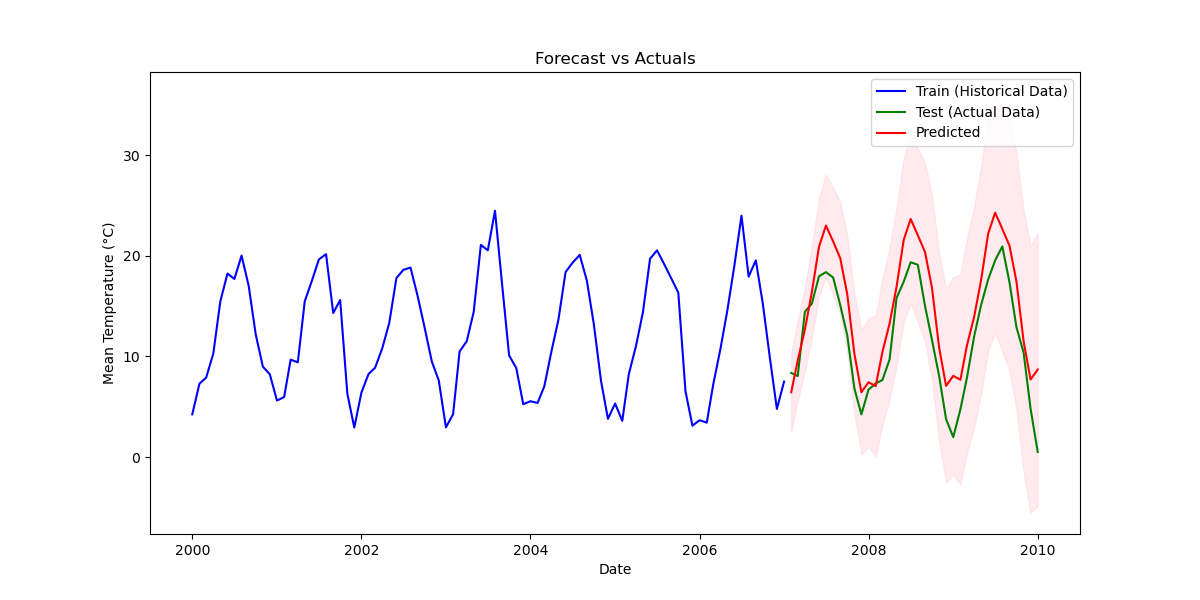 Forecast vs Actuals
Train (Historical Data)
Test (Actual Data)
Predicted
Mean Temperature (°C)
30
20
10
0
2000
2002
2004
2006
2008
2010
Date